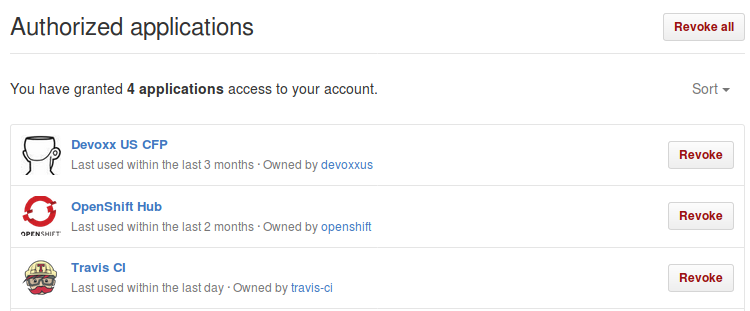 Authorized applications
Revoke all
You have granted 4 applications access to your account.
Sort
Devoxx US CFP
Last used within the last 3 months · Owned by devoxxus
Revoke
OpenShift Hub
Last used within the last 2 months · Owned by openshift
Revoke
OPENSHIFT
Travis CI
Last used within the last day · Owned by travis-ci
Revoke
T